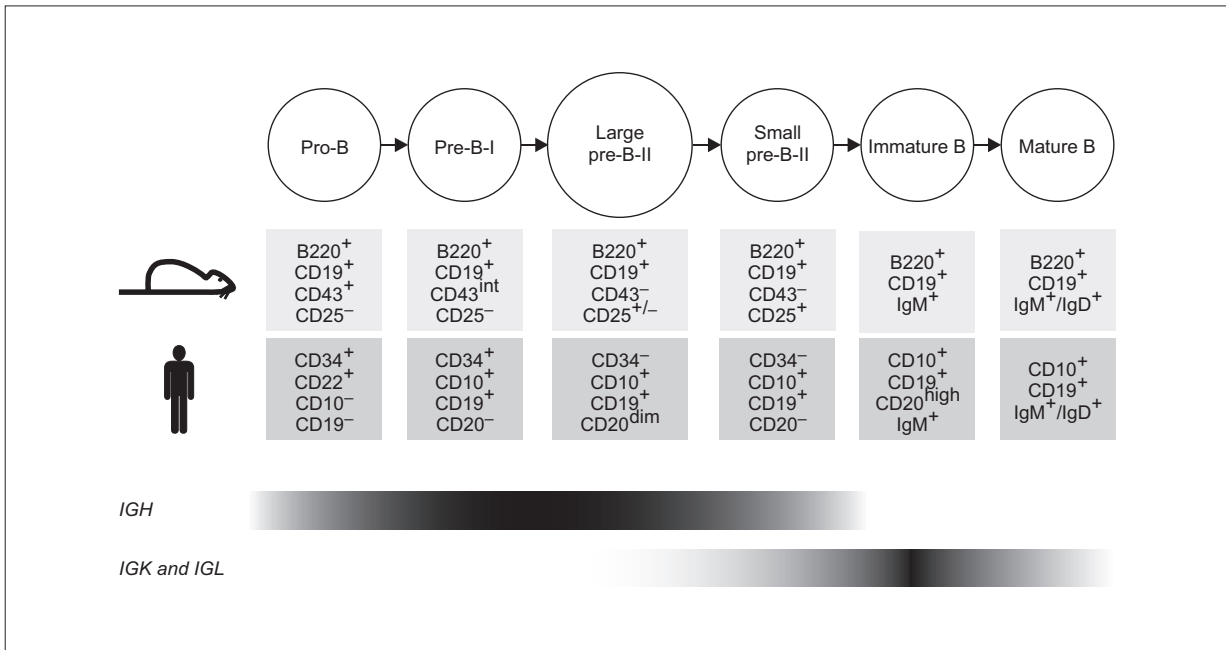 Pro-B
Pre-B-I
Large
pre-B-II
Small
pre-B-II
Immature B
Mature B
B220⁺
CD19⁺
CD43⁺
CD25⁻
B220⁺
CD19⁺
CD43ⁱⁿᵗ
CD25⁻
B220⁺
CD19⁺
CD43⁻
CD25⁺/⁻
B220⁺
CD19⁺
CD43⁻
CD25⁺
B220⁺
CD19⁺
IgM⁺
B220⁺
CD19⁺
IgM⁺/IgD⁺
CD34⁺
CD22⁺
CD10⁻
CD19⁻
CD34⁺
CD10⁺
CD19⁺
CD20⁻
CD34⁻
CD10⁺
CD19⁺
CD20ᵈⁱᵐ
CD34⁻
CD10⁺
CD19⁺
CD20⁻
CD10⁺
CD19⁺
CD20ʰⁱᵍʰ
IgM⁺
CD10⁺
CD19⁺
IgM⁺/IgD⁺
IGH
IGK and IGL